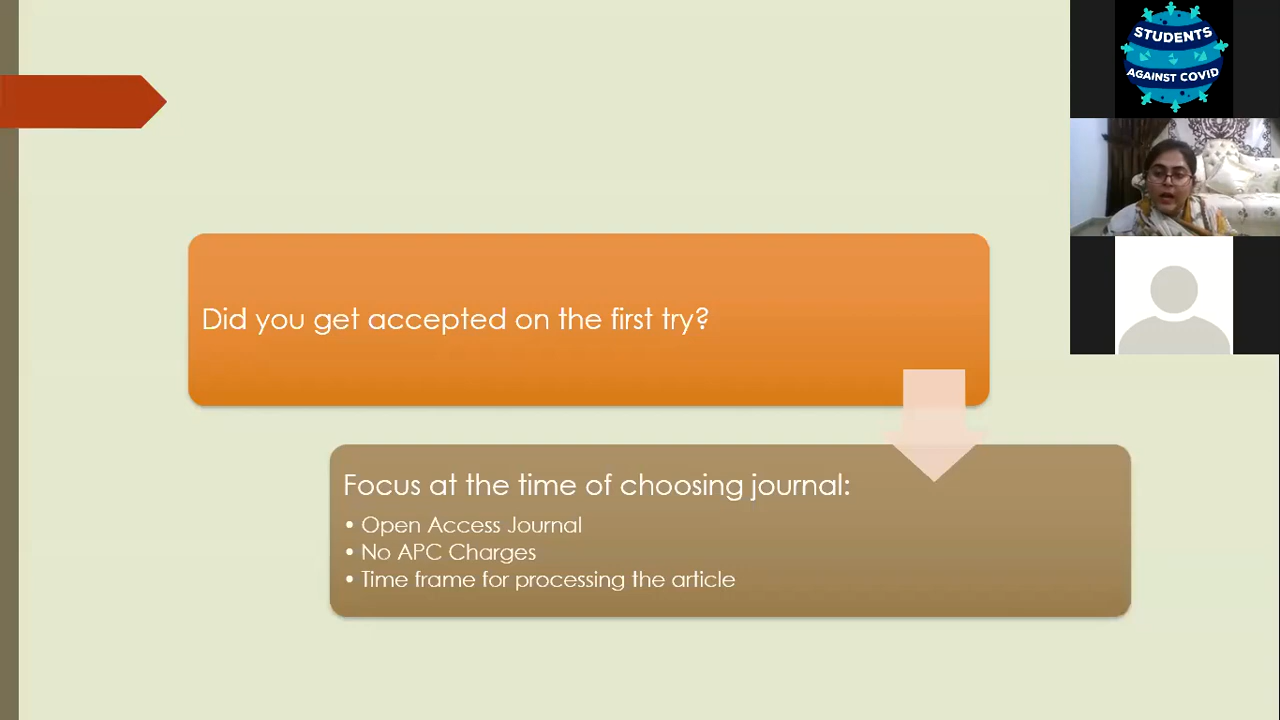 STUDENTS
AGAINST COVID
Did you get accepted on the first try?
Focus at the time of choosing journal:
• Open Access Journal
• No APC Charges
• Time frame for processing the article